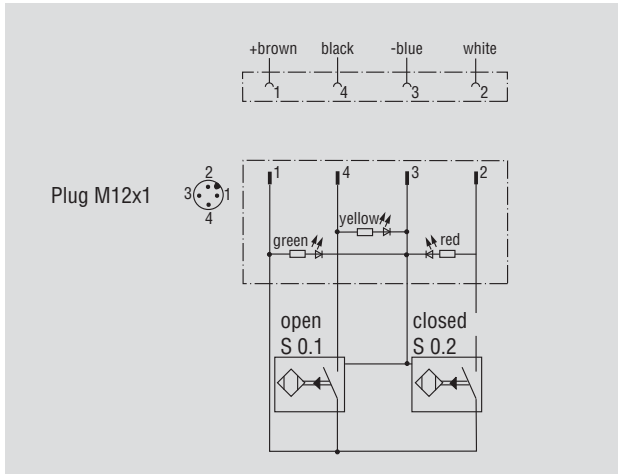 +brown black -blue white
1 4 3 2
Plug M12x1
2
3 1
4
1 4 3 2
yellow
green red
open closed
S 0.1 S 0.2